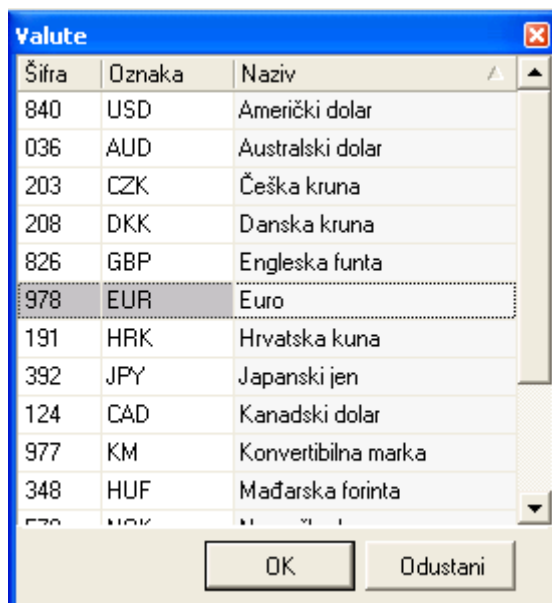 Valute
Šifra Oznaka Naziv
840 USD Američki dolar
036 AUD Australski dolar
203 CZK Češka kruna
208 DKK Danska kruna
826 GBP Engleska funta
978 EUR Euro
191 HRK Hrvatska kuna
392 JPY Japanski jen
124 CAD Kanadski dolar
977 KM Konvertibilna marka
348 HUF Mađarska forinta
OK Odustani